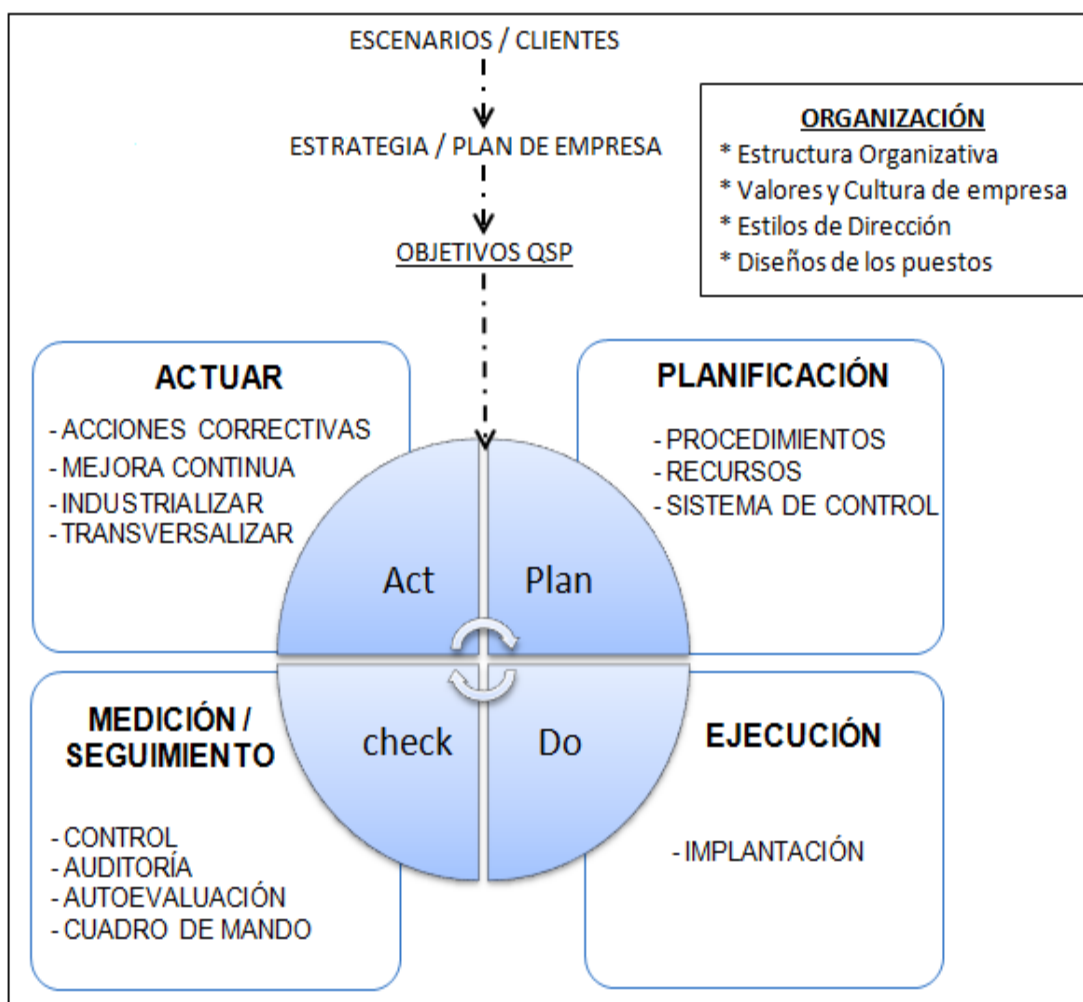 ESCENARIOS / CLIENTES
ESTRATEGIA / PLAN DE EMPRESA
OBJETIVOS QSP
ORGANIZACIÓN
* Estructura Organizativa
* Valores y Cultura de empresa
* Estilos de Dirección
* Diseños de los puestos
ACTUAR
- ACCIONES CORRECTIVAS
- MEJORA CONTINUA
- INDUSTRIALIZAR
- TRANSVERSALIZAR
PLANIFICACIÓN
- PROCEDIMIENTOS
- RECURSOS
- SISTEMA DE CONTROL
Act
Plan
check
Do
MEDICIÓN /
SEGUIMIENTO
- CONTROL
- AUDITORÍA
- AUTOEVALUACIÓN
- CUADRO DE MANDO
EJECUCIÓN
- IMPLANTACIÓN